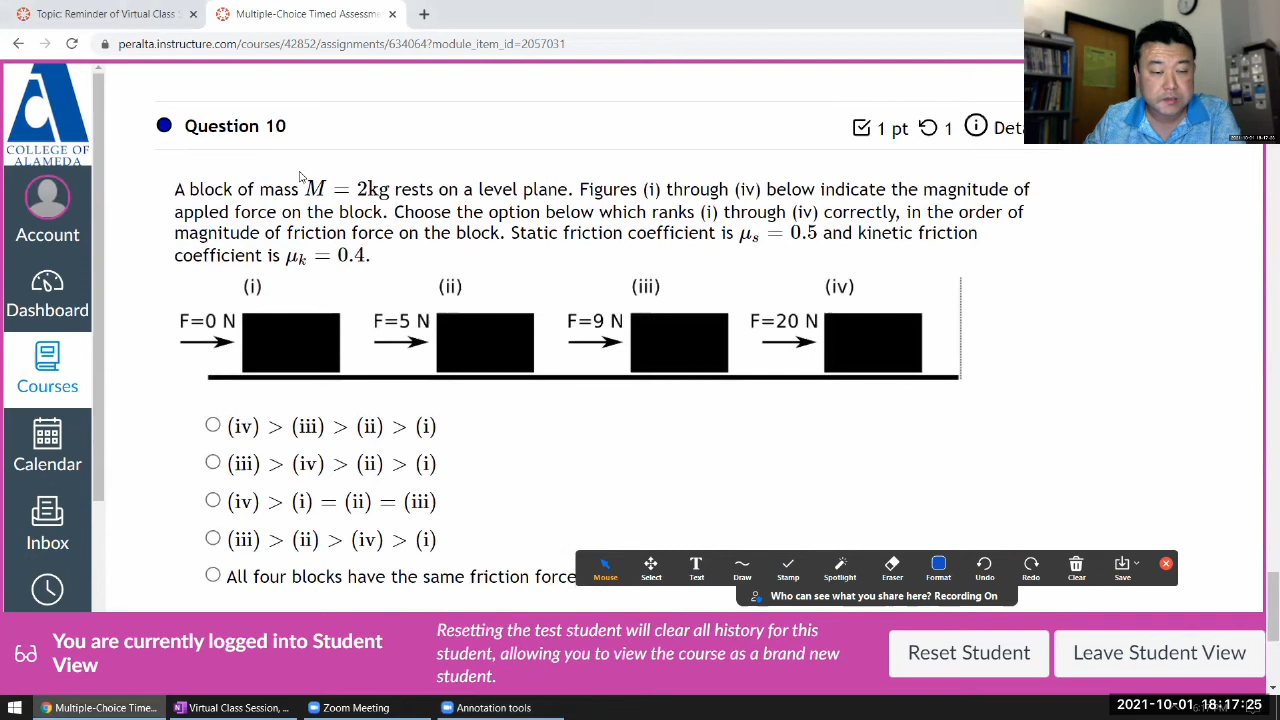 Topic: Reminder of Virtual Class
Multiple-Choice Timed Assessme
peralta.instructure.com/courses/42852/assignments/634064?module_item_id=2057031
COLLEGE OF
ALAMEDA
Account
Dashboard
Courses
Calendar
Inbox
Question 10
1 pt
1
A block of mass M = 2kg rests on a level plane. Figures (i) through (iv) below indicate the magnitude of
appled force on the block. Choose the option below which ranks (i) through (iv) correctly, in the order of
magnitude of friction force on the block. Static friction coefficient is μs = 0.5 and kinetic friction
coefficient is μk = 0.4.
(i) (ii) (iii) (iv)
F=0 N F=5 N F=9 N F=20 N
(iv) > (iii) > (ii) > (i)
(iii) > (iv) > (ii) > (i)
(iv) > (i) = (ii) = (iii)
(iii) > (ii) > (iv) > (i)
All four blocks have the same friction force
Mouse Select Text Draw Stamp Spotlight Eraser Format Undo Redo Clear Save
Who can see what you share here? Recording On
You are currently logged into Student
View
Resetting the test student will clear all history for this
student, allowing you to view the course as a brand new
student.
Reset Student
Leave Student View
Multiple-Choice Time...
Virtual Class Session, ...
Zoom Meeting
Annotation tools
2021-10-01 18:17:25